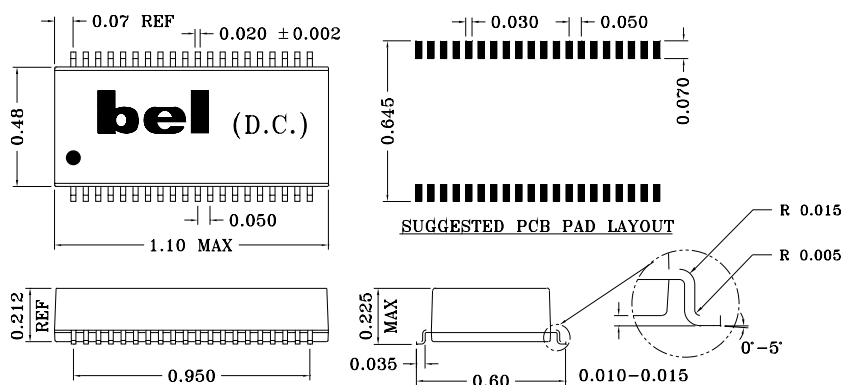 0.07 REF
0.020 ±0.002
0.48
bel (D.C.)
0.050
1.10 MAX
0.030
0.050
0.645
0.070
SUGGESTED PCB PAD LAYOUT
R 0.015
R 0.005
0.212 REF
0.950
0.225 MAX
0.035
0.60
0.010-0.015
0°-5°